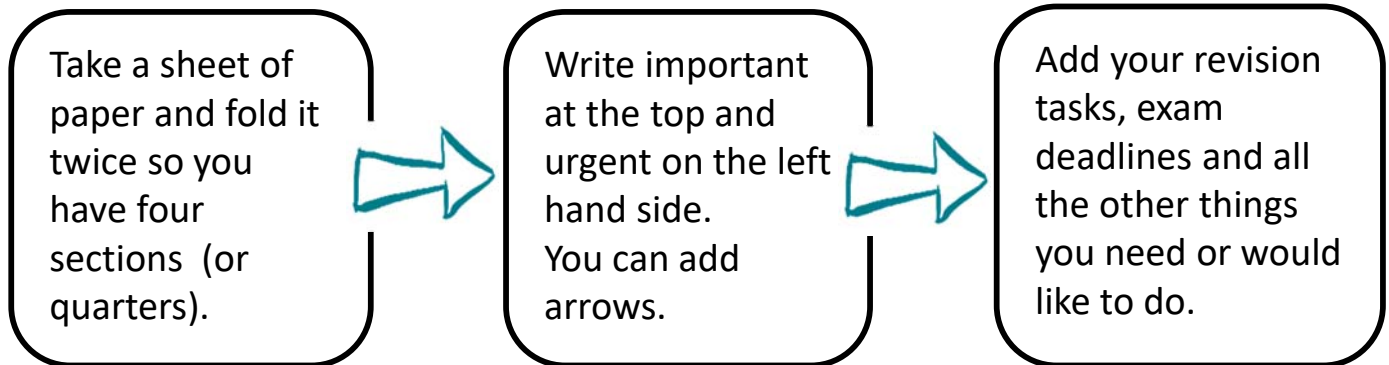 Take a sheet of
paper and fold it
twice so you
have four
sections (or
quarters).
Write important
at the top and
urgent on the left
hand side.
You can add
arrows.
Add your revision
tasks, exam
deadlines and all
the other things
you need or would
like to do.